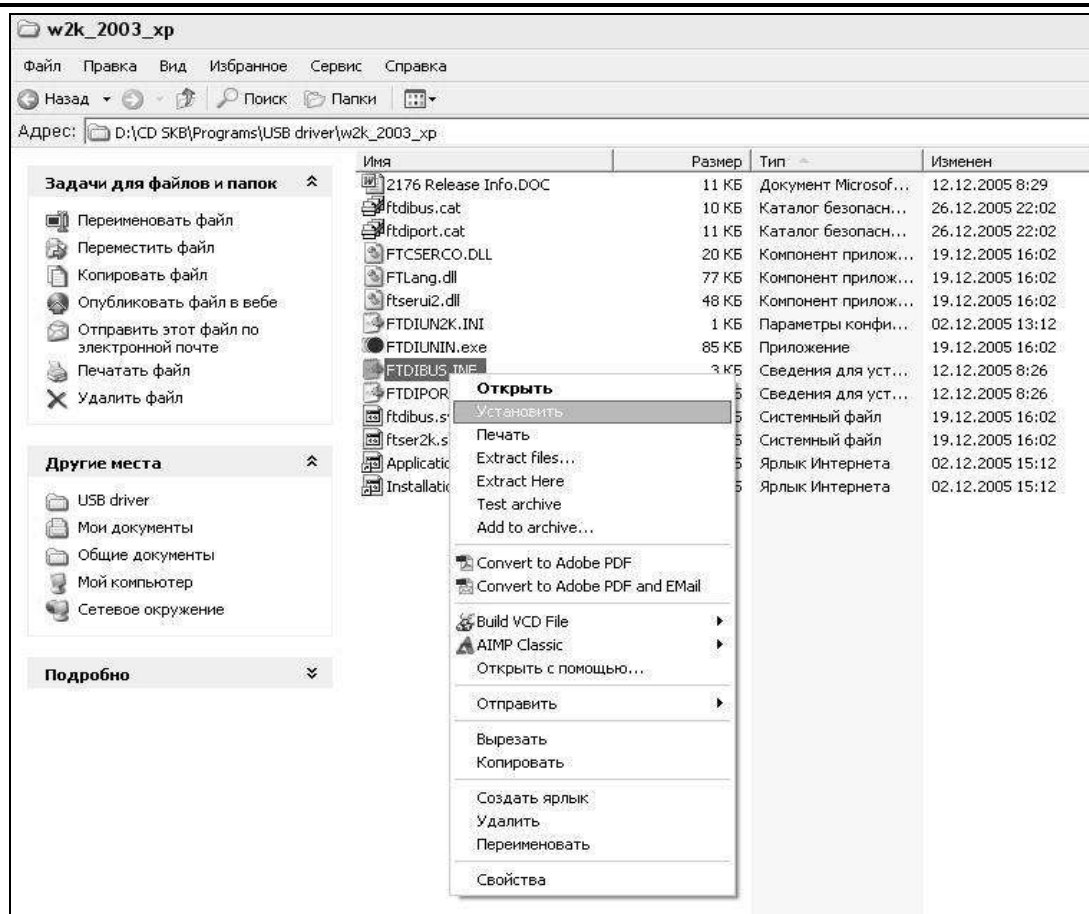 w2k_2003_xp
Файл Правка Вид Избранное Сервис Справка
Назад Поиск Папки
Адрес: D:\CD SKB\Programs\USB driver\w2k_2003_xp
Имя Размер Тип Изменен
Задачи для файлов и папок
Переименовать файл
Переместить файл
Копировать файл
Опубликовать файл в вебе
Отправить этот файл по
электронной почте
Печатать файл
Удалить файл
Другие места
USB driver
Мои документы
Общие документы
Мой компьютер
Сетевое окружение
Подробно
2176 Release Info.DOC 11 КБ Документ Microsof... 12.12.2005 8:29
ftdibus.cat 10 КБ Каталог безопасн... 26.12.2005 22:02
ftdiport.cat 11 КБ Каталог безопасн... 26.12.2005 22:02
FTCSERCO.DLL 20 КБ Компонент прилож... 19.12.2005 16:02
FTLang.dll 77 КБ Компонент прилож... 19.12.2005 16:02
ftserui2.dll 48 КБ Компонент прилож... 19.12.2005 16:02
FTDIUN2K.INI 1 КБ Параметры конфи... 02.12.2005 13:12
FTDIUNIN.exe 85 КБ Приложение 19.12.2005 16:02
FTDIBUS.INF 3 КБ Сведения для уст... 12.12.2005 8:26
FTDIPOR Сведения для уст... 12.12.2005 8:26
ftdibus.s Системный файл 19.12.2005 16:02
ftser2k.s Системный файл 19.12.2005 16:02
Applicatio Ярлык Интернета 02.12.2005 15:12
Installatio Ярлык Интернета 02.12.2005 15:12
Открыть
Установить
Печать
Extract files...
Extract Here
Test archive
Add to archive...
Convert to Adobe PDF
Convert to Adobe PDF and EMail
Build VCD File
AIMP Classic
Открыть с помощью...
Отправить
Вырезать
Копировать
Создать ярлык
Удалить
Переименовать
Свойства